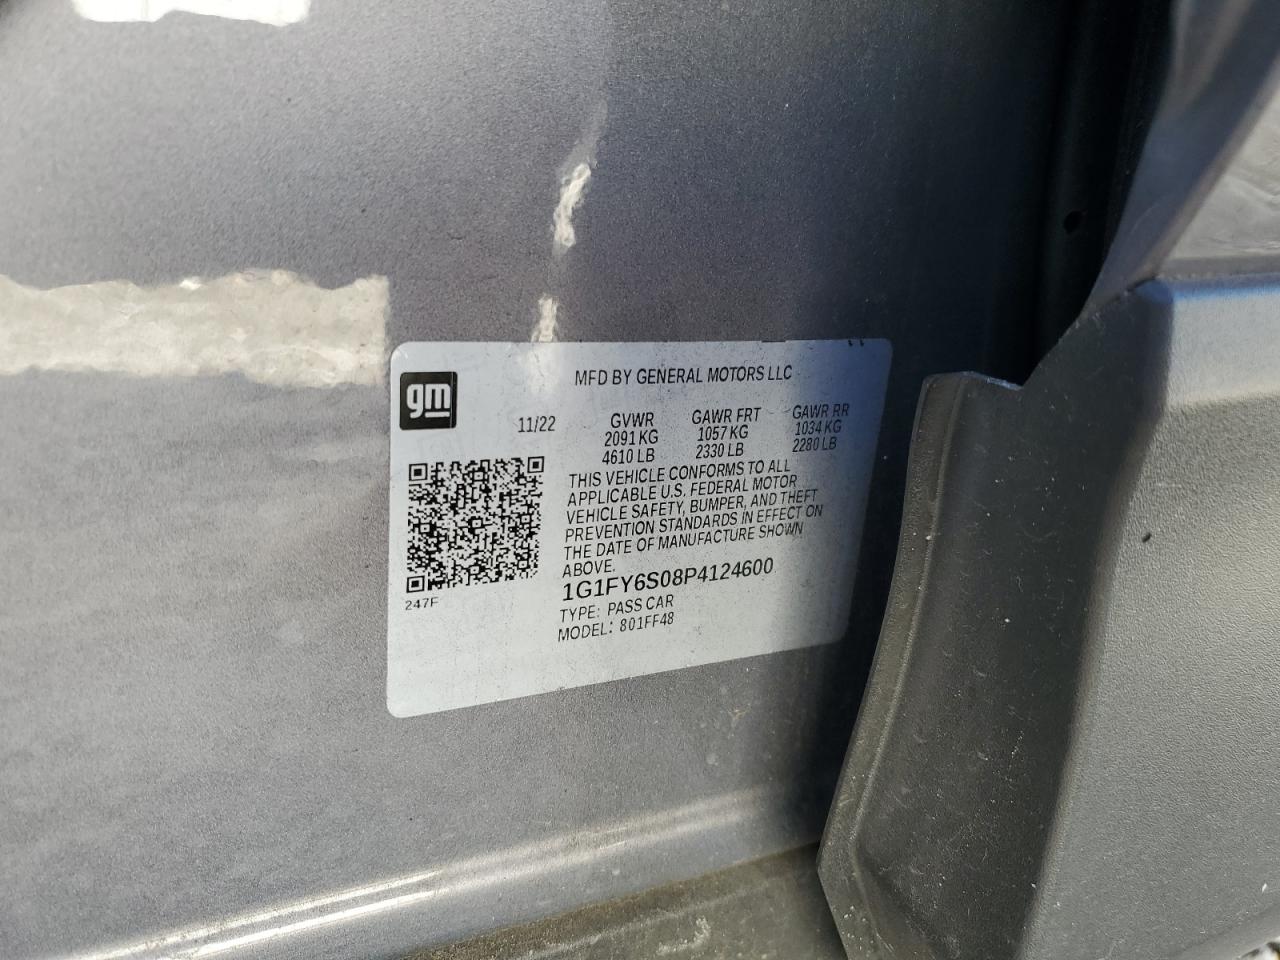 gm
MFD BY GENERAL MOTORS LLC
11/22 GVWR GAWR FRT GAWR RR
2091 KG 1057 KG 1034 KG
4610 LB 2330 LB 2280 LB
THIS VEHICLE CONFORMS TO ALL
APPLICABLE U.S. FEDERAL MOTOR
VEHICLE SAFETY, BUMPER, AND THEFT
PREVENTION STANDARDS IN EFFECT ON
THE DATE OF MANUFACTURE SHOWN
ABOVE.
1G1FY6S08P4124600
TYPE: PASS CAR
MODEL: 801FF48
247F